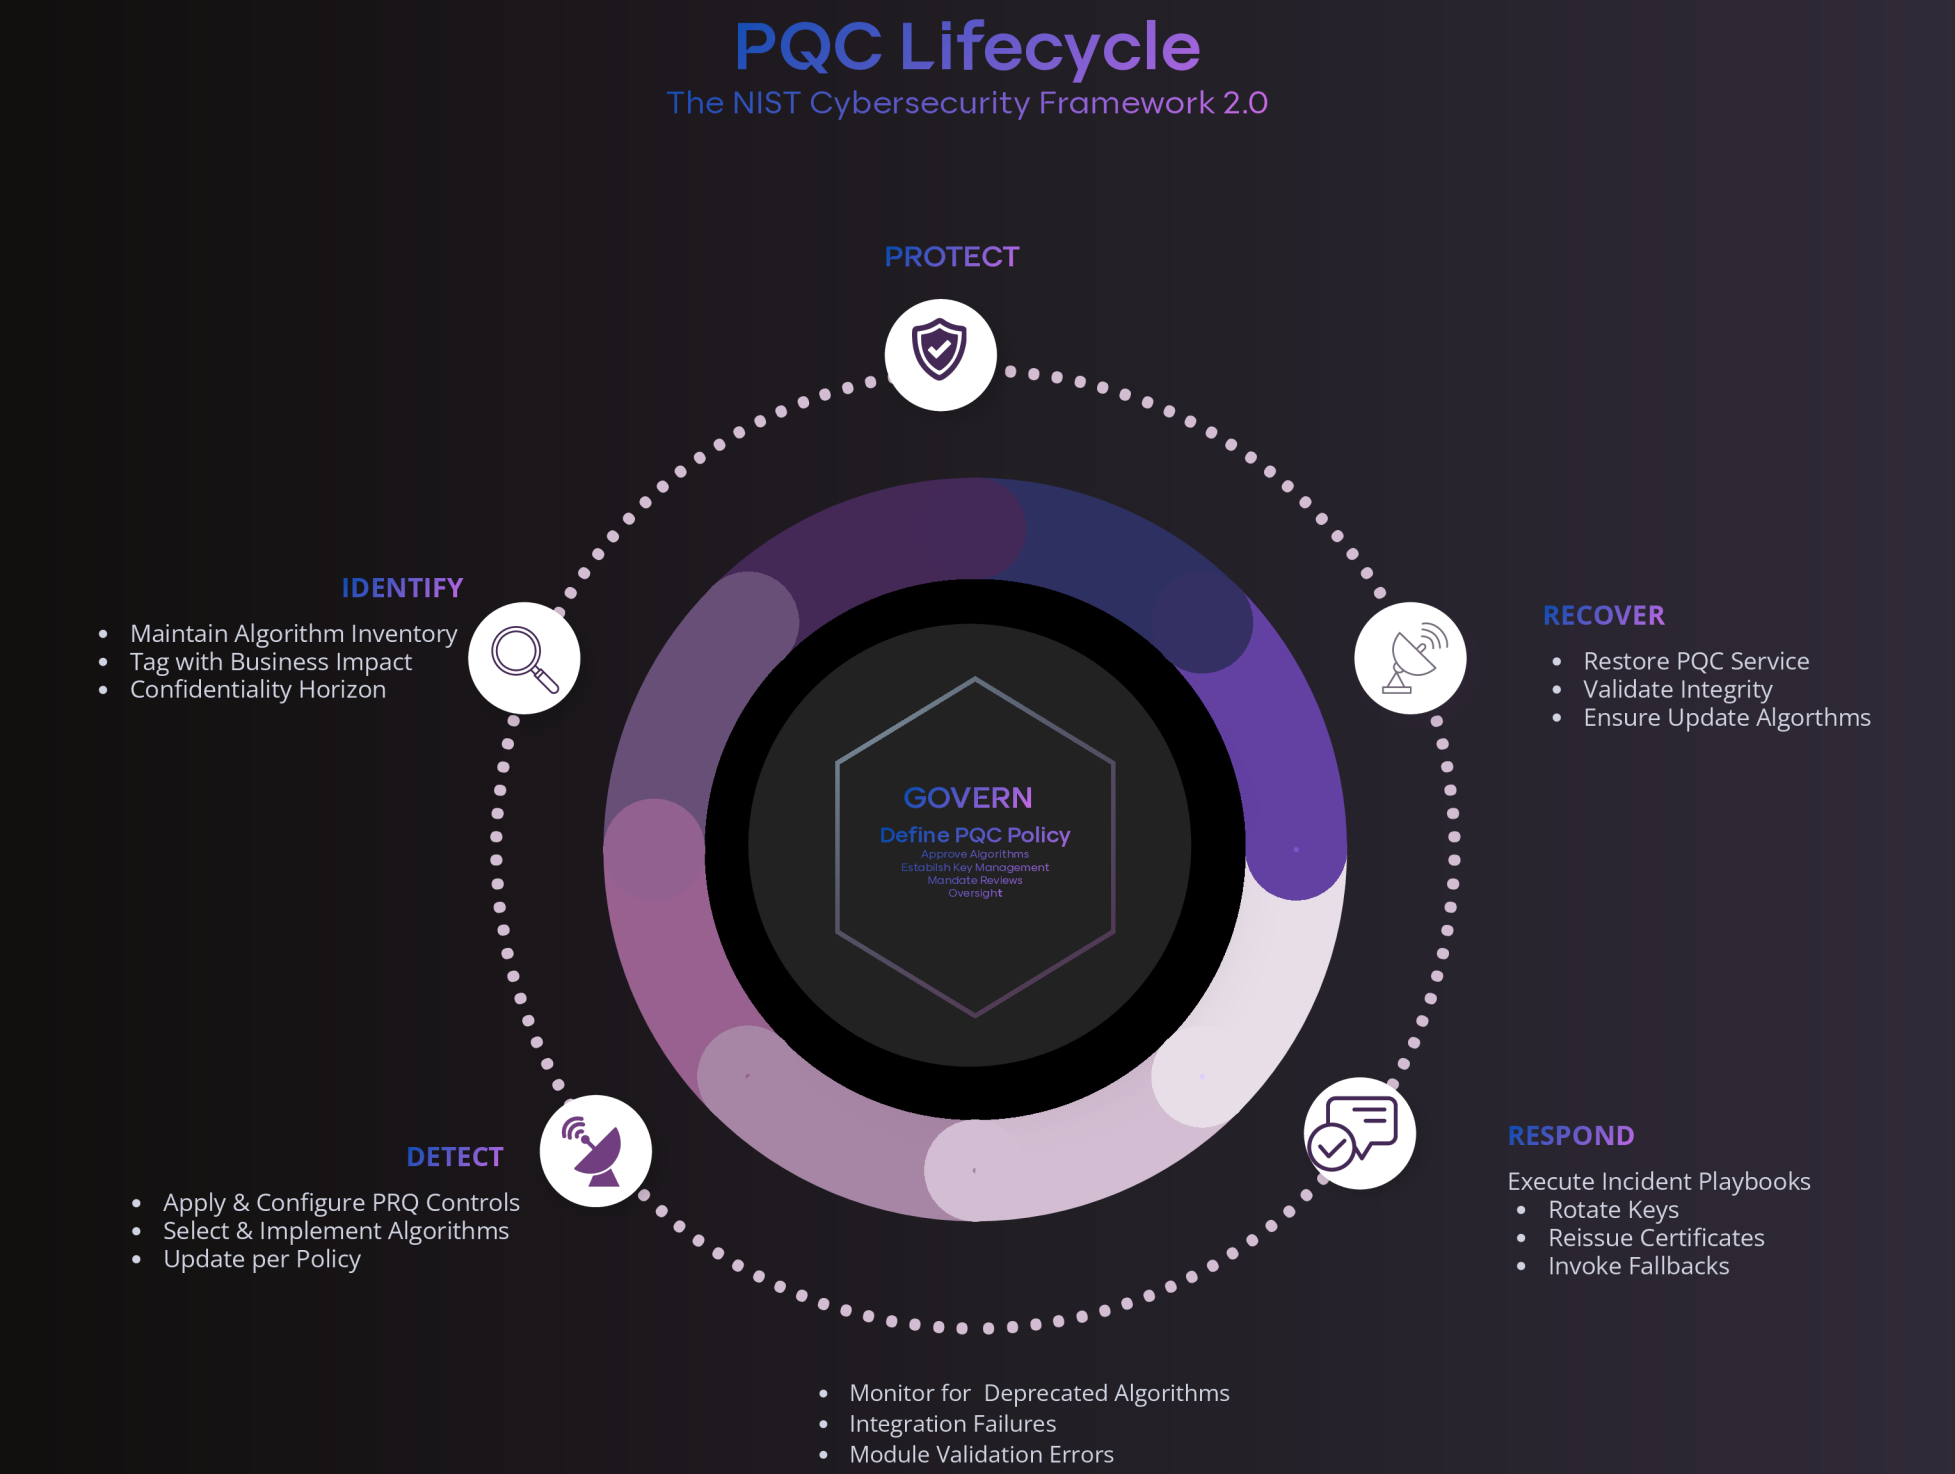 PQC Lifecycle
The NIST Cybersecurity Framework 2.0
PROTECT
IDENTIFY
• Maintain Algorithm Inventory
• Tag with Business Impact
• Confidentiality Horizon
RECOVER
• Restore PQC Service
• Validate Integrity
• Ensure Update Algorthms
GOVERN
Define PQC Policy
Approve Algorithms
Estabilsh Key Management
Mandate Reviews
Oversight
DETECT
• Apply & Configure PRQ Controls
• Select & Implement Algorithms
• Update per Policy
RESPOND
Execute Incident Playbooks
• Rotate Keys
• Reissue Certificates
• Invoke Fallbacks
• Monitor for  Deprecated Algorithms
• Integration Failures
• Module Validation Errors